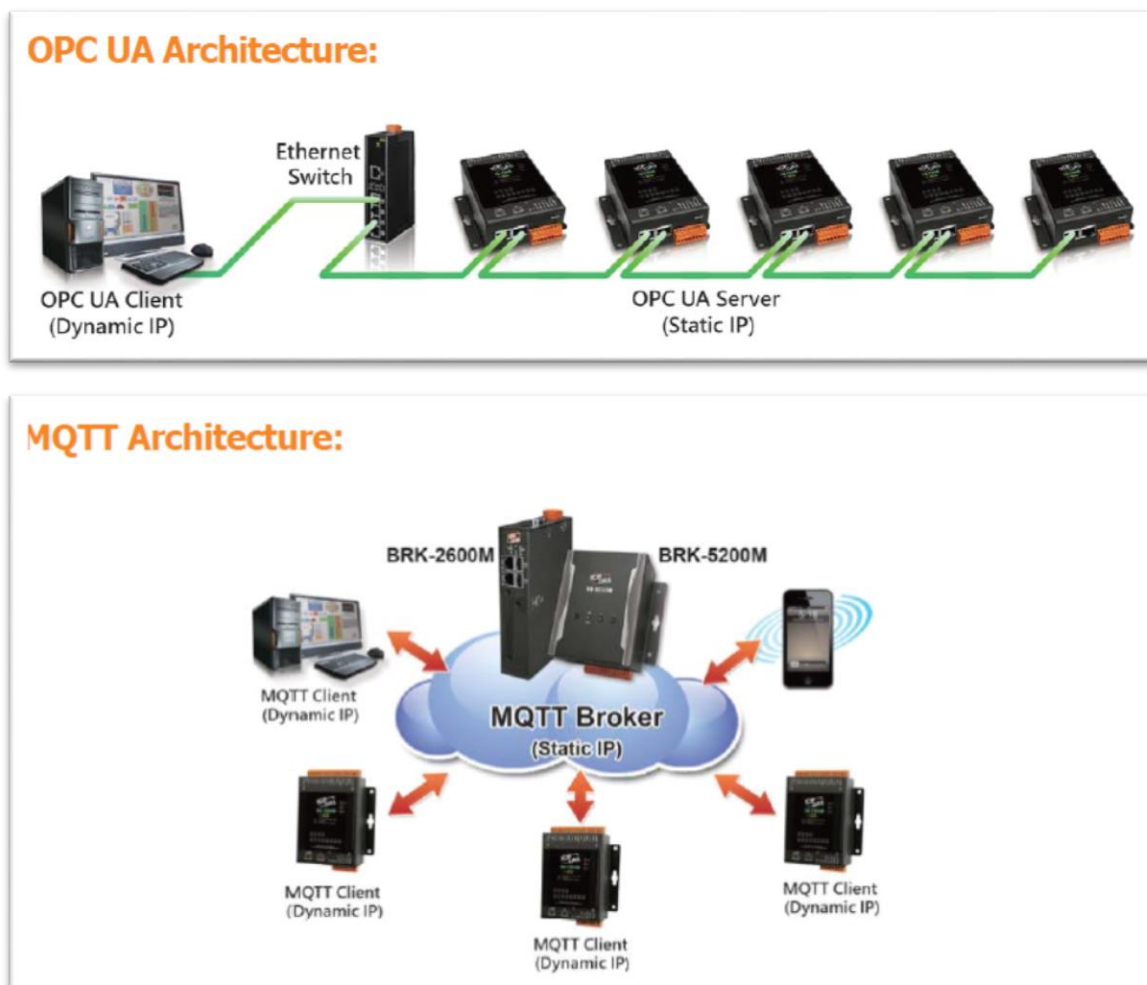 OPC UA Architecture:
Ethernet
Switch
OPC UA Client
(Dynamic IP)
OPC UA Server
(Static IP)
MQTT Architecture:
BRK-2600M
BRK-5200M
MQTT Client
(Dynamic IP)
MQTT Broker
(Static IP)
MQTT Client
(Dynamic IP)
MQTT Client
(Dynamic IP)
MQTT Client
(Dynamic IP)